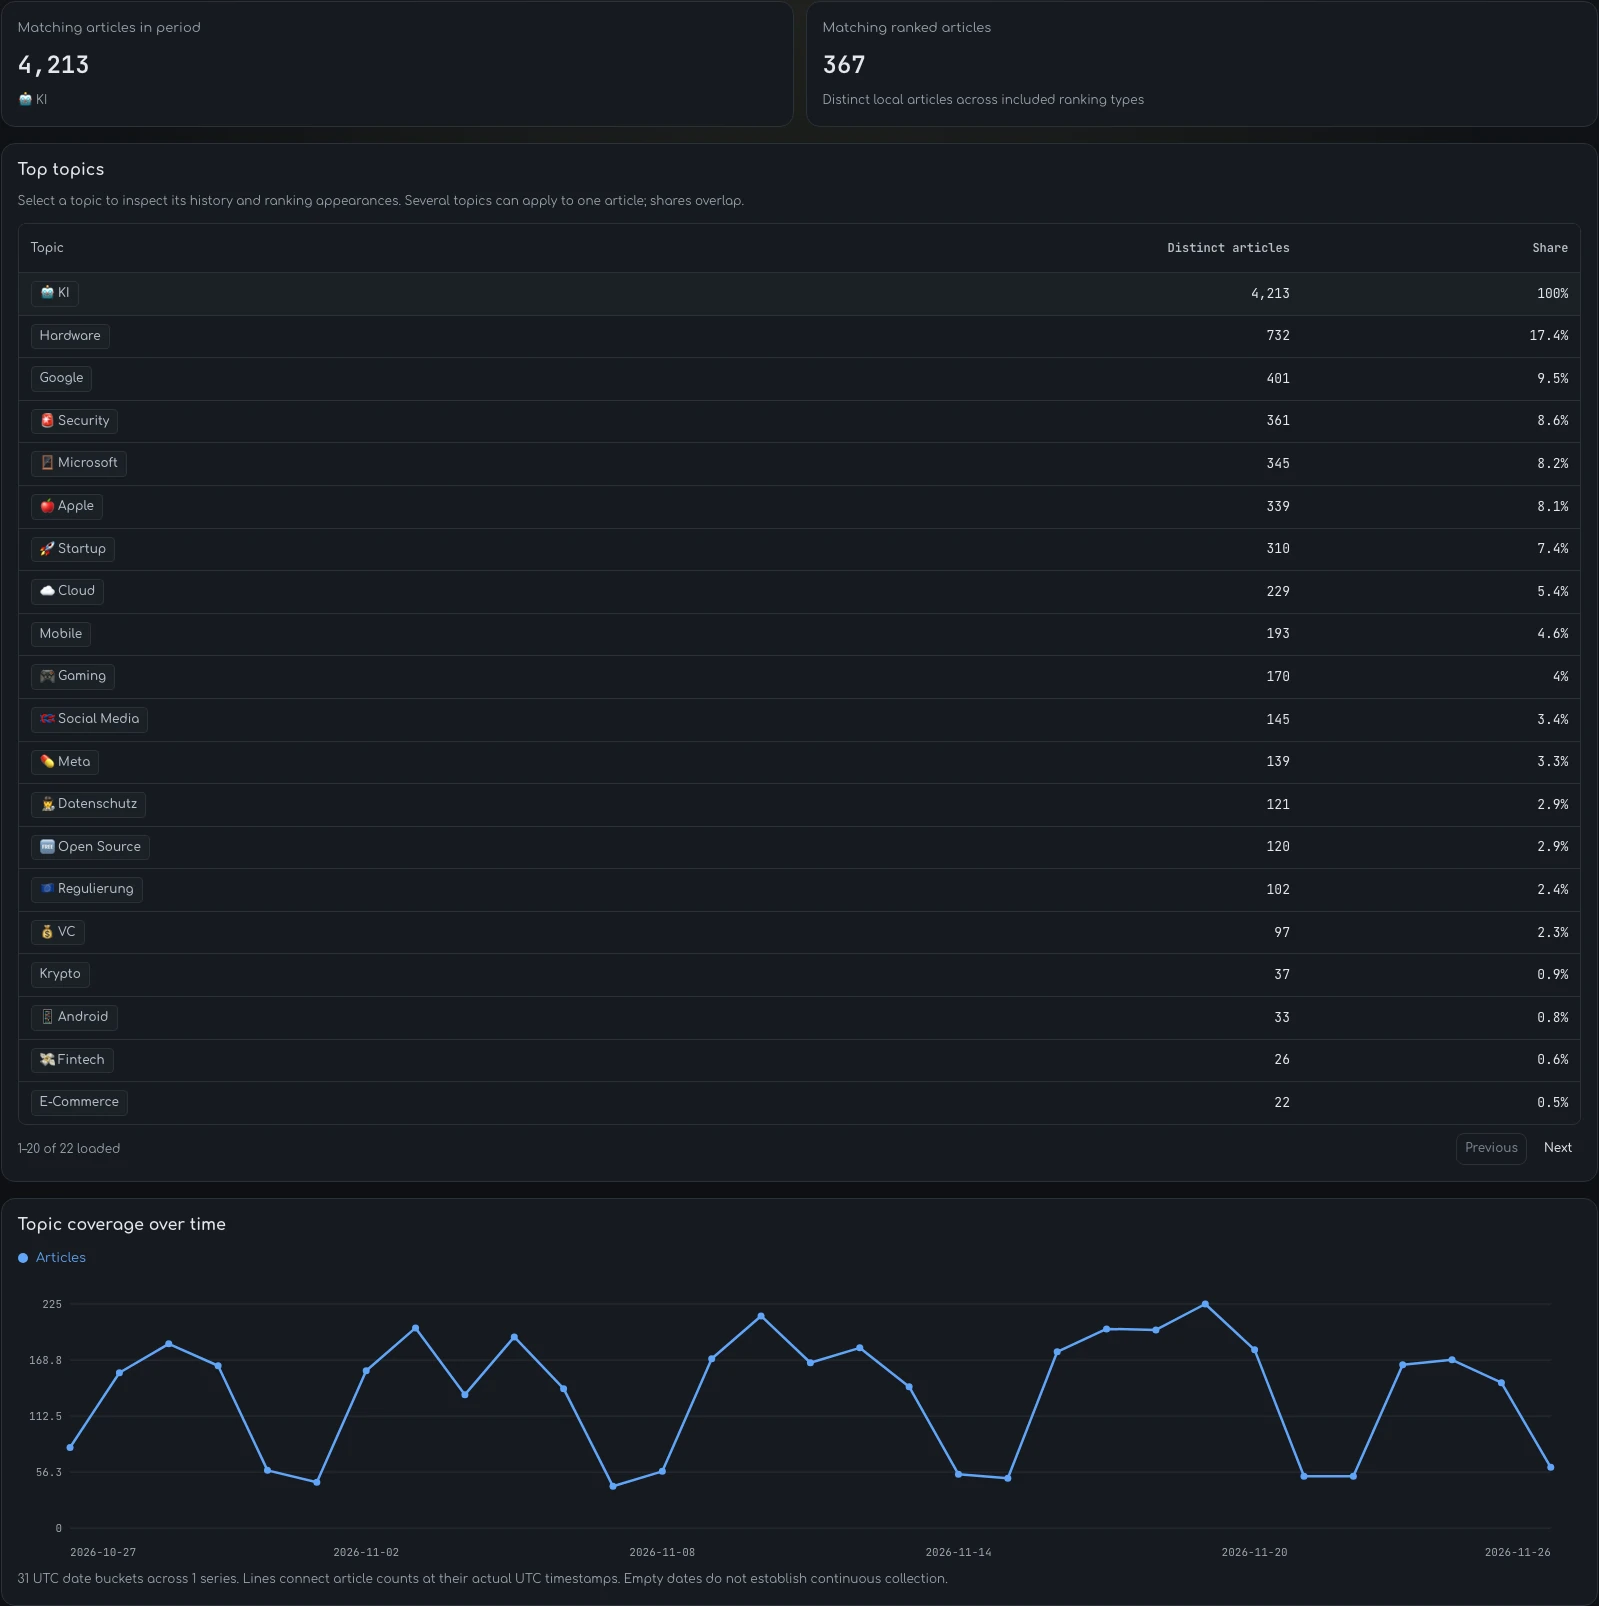 Matching articles in period
4,213
KI
Matching ranked articles
367
Distinct local articles across included ranking types
Top topics
Select a topic to inspect its history and ranking appearances. Several topics can apply to one article; shares overlap.
Topic Distinct articles Share
KI 4,213 100%
Hardware 732 17.4%
Google 401 9.5%
Security 361 8.6%
Microsoft 345 8.2%
Apple 339 8.1%
Startup 310 7.4%
Cloud 229 5.4%
Mobile 193 4.6%
Gaming 170 4%
Social Media 145 3.4%
Meta 139 3.3%
Datenschutz 121 2.9%
Open Source 120 2.9%
Regulierung 102 2.4%
VC 97 2.3%
Krypto 37 0.9%
Android 33 0.8%
Fintech 26 0.6%
E-Commerce 22 0.5%
1–20 of 22 loaded Previous Next
Topic coverage over time
Articles
225
168.8
112.5
56.3
0
2026-10-27 2026-11-02 2026-11-08 2026-11-14 2026-11-20 2026-11-26
31 UTC date buckets across 1 series. Lines connect article counts at their actual UTC timestamps. Empty dates do not establish continuous collection.